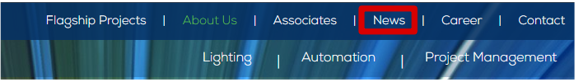 Flagship Projects | About Us | Associates | News | Career | Contact
Lighting | Automation | Project Management